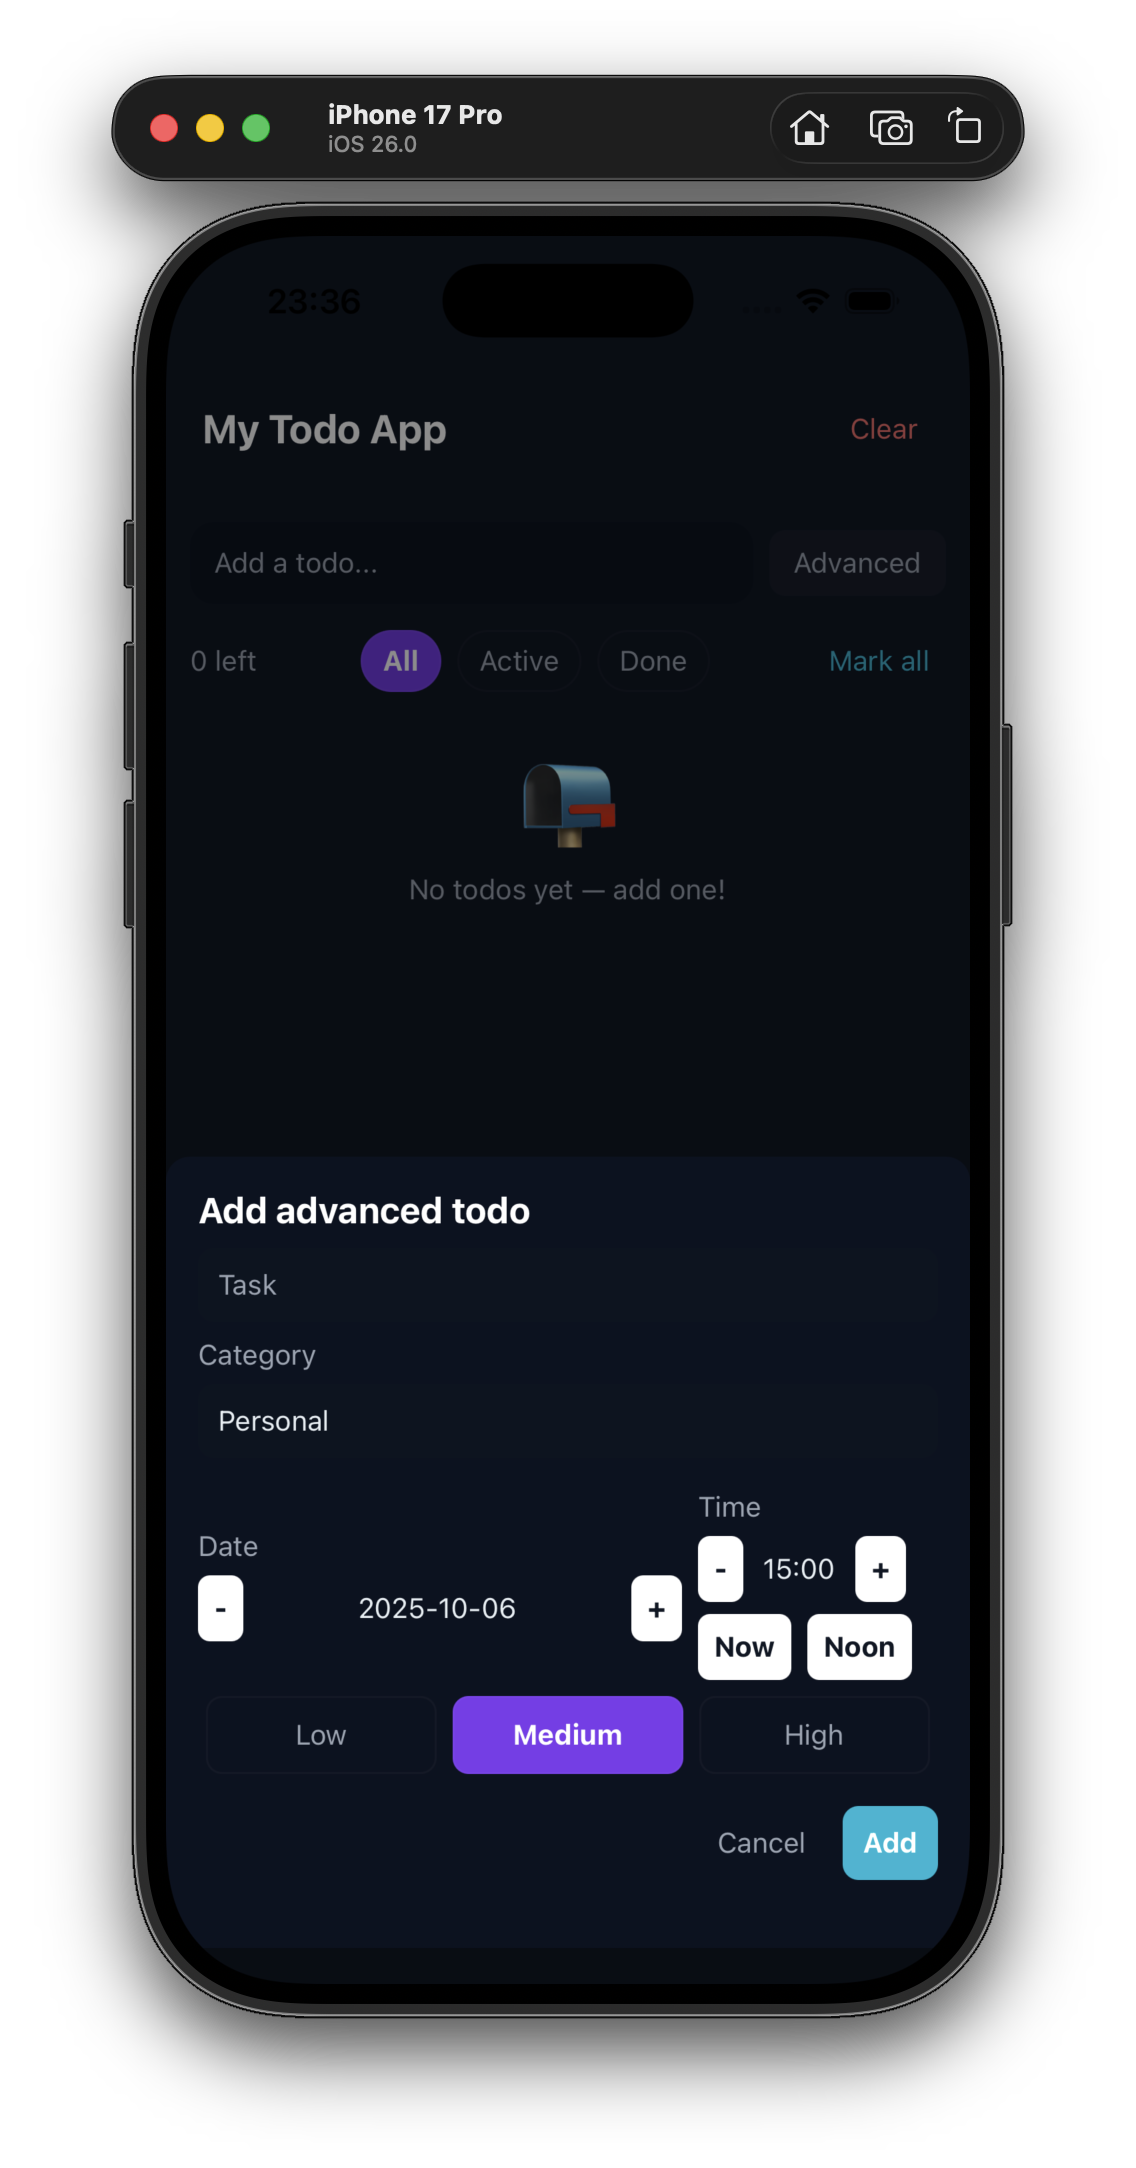 iPhone 17 Pro
iOS 26.0
23:36
My Todo App
Clear
Add a todo...
Advanced
0 left
All
Active
Done
Mark all
No todos yet — add one!
Add advanced todo
Task
Category
Personal
Date
- 2025-10-06 +
Time
- 15:00 +
Now
Noon
Low
Medium
High
Cancel
Add